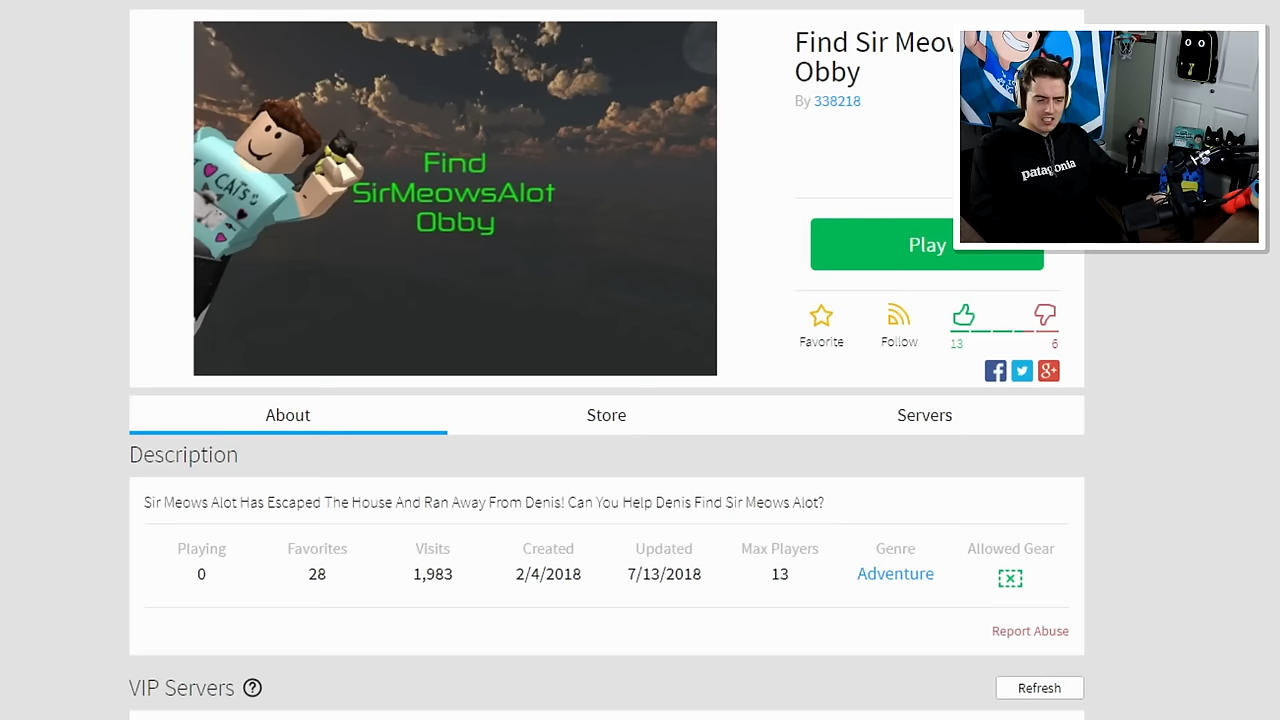 Find Sir Meow
Obby
By 338218
Find
SirMeowsAlot
Obby
CATS
patagonia
Play
Favorite
Follow
13
6
About
Store
Servers
Description
Sir Meows Alot Has Escaped The House And Ran Away From Denis! Can You Help Denis Find Sir Meows Alot?
Playing
Favorites
Visits
Created
Updated
Max Players
Genre
Allowed Gear
0
28
1,983
2/4/2018
7/13/2018
13
Adventure
Report Abuse
VIP Servers
Refresh